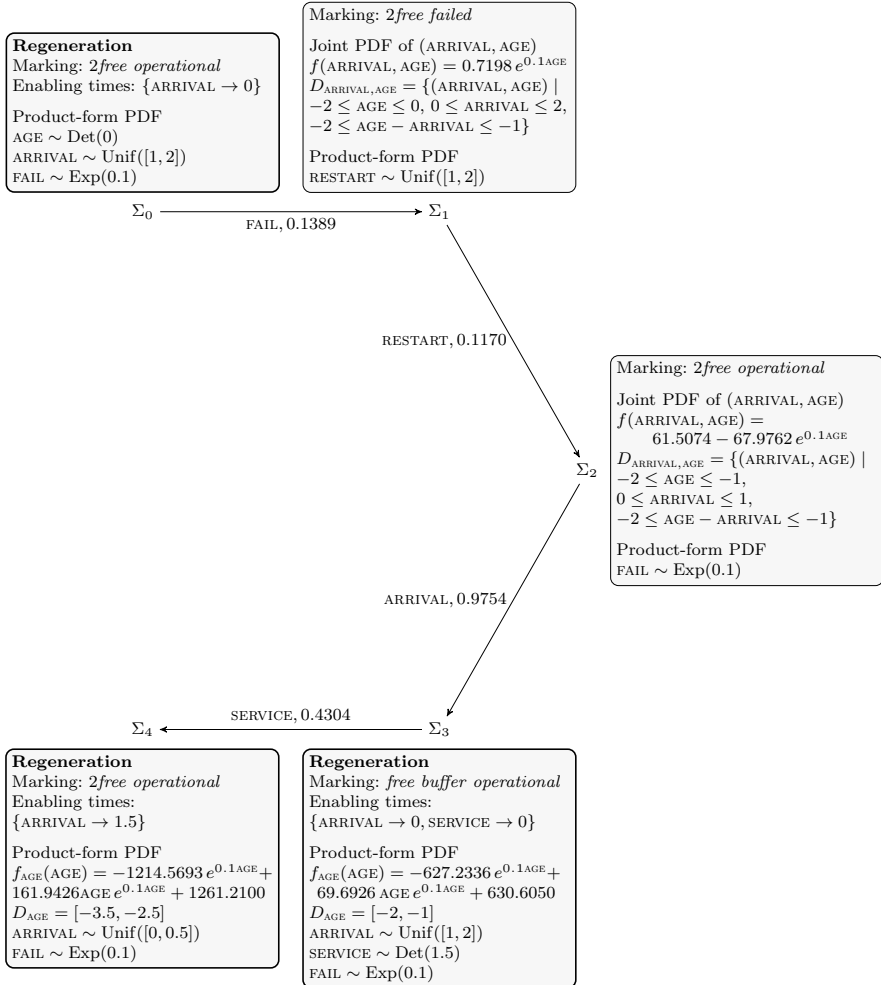 Regeneration
Marking: 2free operational
Enabling times: {ARRIVAL → 0}
Product-form PDF
AGE ∼ Det(0)
ARRIVAL ∼ Unif([1, 2])
FAIL ∼ Exp(0.1)
Marking: 2free failed
Joint PDF of (ARRIVAL, AGE)
f(ARRIVAL, AGE) = 0.7198 e^{0.1AGE}
D_{ARRIVAL,AGE} = {(ARRIVAL, AGE) |
−2 ≤ AGE ≤ 0, 0 ≤ ARRIVAL ≤ 2,
−2 ≤ AGE − ARRIVAL ≤ −1}
Product-form PDF
RESTART ∼ Unif([1, 2])
Σ₀
FAIL, 0.1389
Σ₁
RESTART, 0.1170
Marking: 2free operational
Joint PDF of (ARRIVAL, AGE)
f(ARRIVAL, AGE) =
61.5074 − 67.9762 e^{0.1AGE}
D_{ARRIVAL,AGE} = {(ARRIVAL, AGE) |
−2 ≤ AGE ≤ −1,
0 ≤ ARRIVAL ≤ 1,
−2 ≤ AGE − ARRIVAL ≤ −1}
Product-form PDF
FAIL ∼ Exp(0.1)
Σ₂
ARRIVAL, 0.9754
Σ₄
SERVICE, 0.4304
Σ₃
Regeneration
Marking: 2free operational
Enabling times:
{ARRIVAL → 1.5}
Product-form PDF
f_{AGE}(AGE) = −1214.5693 e^{0.1AGE}+
161.9426AGE e^{0.1AGE} + 1261.2100
D_{AGE} = [−3.5, −2.5]
ARRIVAL ∼ Unif([0, 0.5])
FAIL ∼ Exp(0.1)
Regeneration
Marking: free buffer operational
Enabling times:
{ARRIVAL → 0, SERVICE → 0}
Product-form PDF
f_{AGE}(AGE) = −627.2336 e^{0.1AGE}+
69.6926 AGE e^{0.1AGE} + 630.6050
D_{AGE} = [−2, −1]
ARRIVAL ∼ Unif([1, 2])
SERVICE ∼ Det(1.5)
FAIL ∼ Exp(0.1)